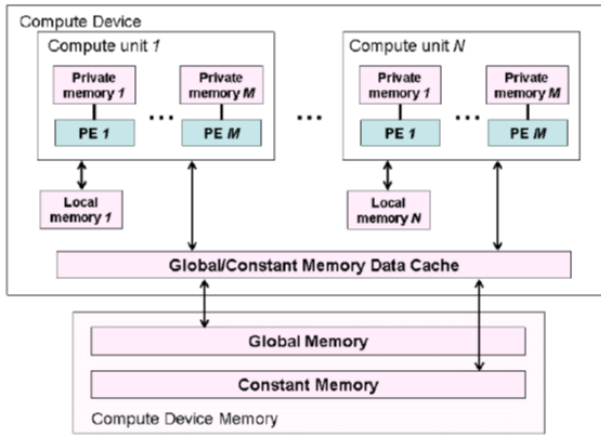 Compute Device
Compute unit 1
Compute unit N
Private memory 1
Private memory M
Private memory 1
Private memory M
...
...
...
PE 1
PE M
PE 1
PE M
Local memory 1
Local memory N
Global/Constant Memory Data Cache
Global Memory
Constant Memory
Compute Device Memory